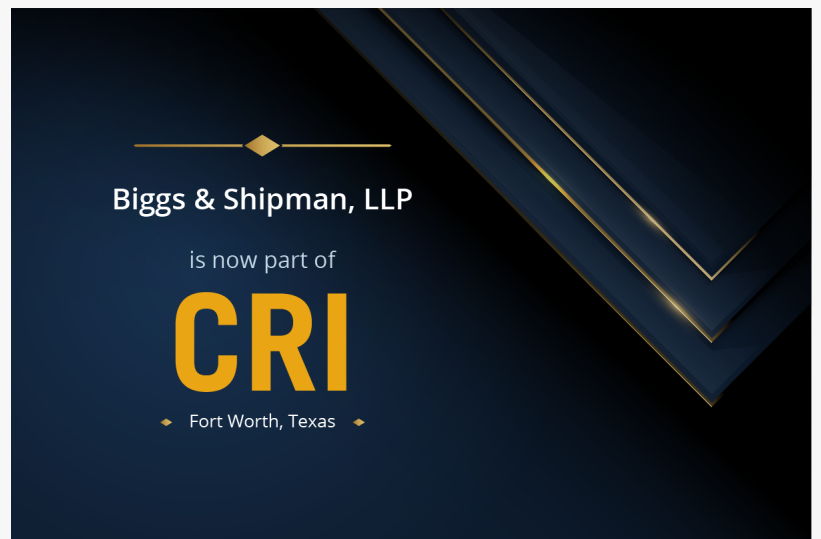 Biggs & Shipman, LLP
is now part of
CRI
Fort Worth, Texas